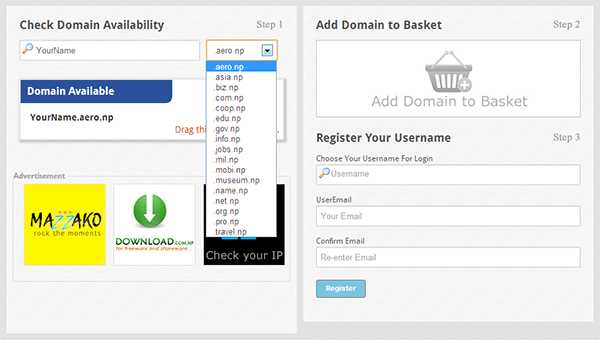 Check Domain Availability
Step 1
YourName
.aero.np
.aero.np
.asia.np
.biz.np
.com.np
.coop.np
.edu.np
.gov.np
.info.np
.jobs.np
.mil.np
.mobi.np
.museum.np
.name.np
.net.np
.org.np
.pro.np
.travel.np
Domain Available
YourName.aero.np
Drag thi
Advertisement
MAZZAKO
rock the moments
DOWNLOAD.COM.NP
for freeware and shareware...
Check your IP
Add Domain to Basket
Step 2
Add Domain to Basket
Register Your Username
Step 3
Choose Your Username For Login
Username
UserEmail
Your Email
Confirm Email
Re-enter Email
Register